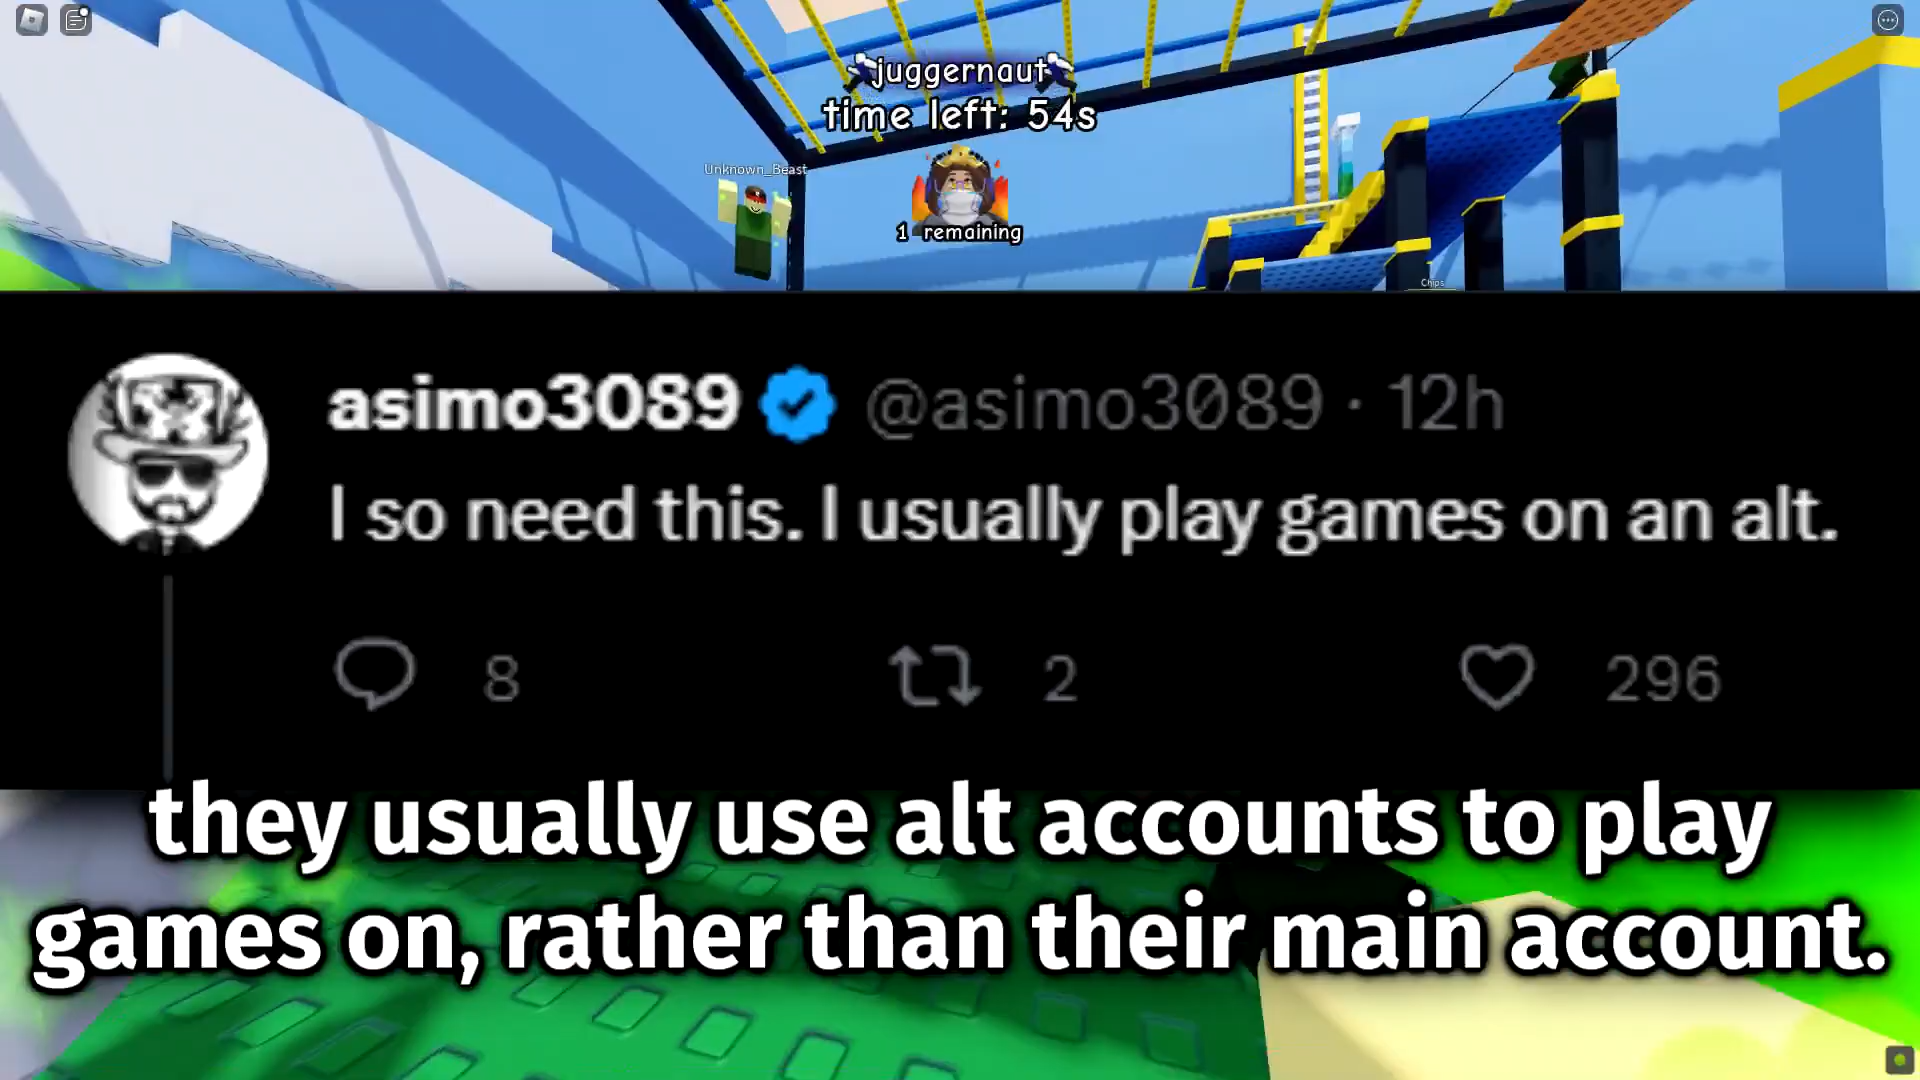 juggernaut
time left: 54s
Unknown_Beast
1 remaining
Chips
asimo3089 @asimo3089 · 12h
I so need this. I usually play games on an alt.
8 2 296
they usually use alt accounts to play
games on, rather than their main account.